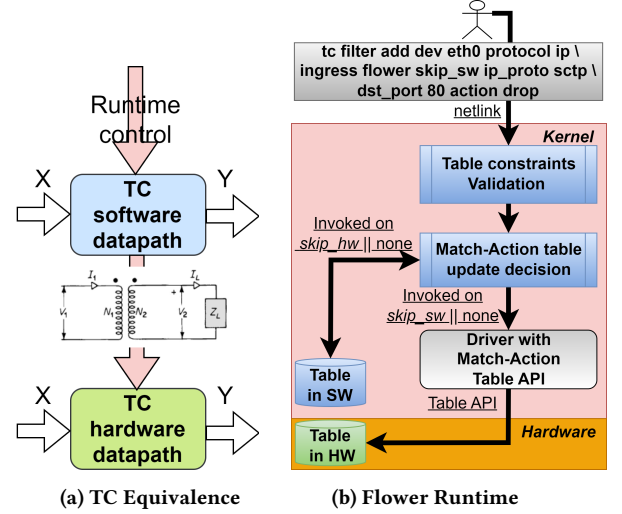 Runtime
control
X
TC
software
datapath
Y
I1
V1
N1
N2
+
V2
IL
ZL
X
TC
hardware
datapath
Y
(a) TC Equivalence
tc filter add dev eth0 protocol ip \
ingress flower skip_sw ip_proto sctp \
dst_port 80 action drop
netlink
Kernel
Table constraints
Validation
Invoked on
skip_hw || none
Match-Action table
update decision
Invoked on
skip_sw || none
Driver with
Match-Action
Table API
Table
in SW
Table API
Hardware
Table
in HW
(b) Flower Runtime